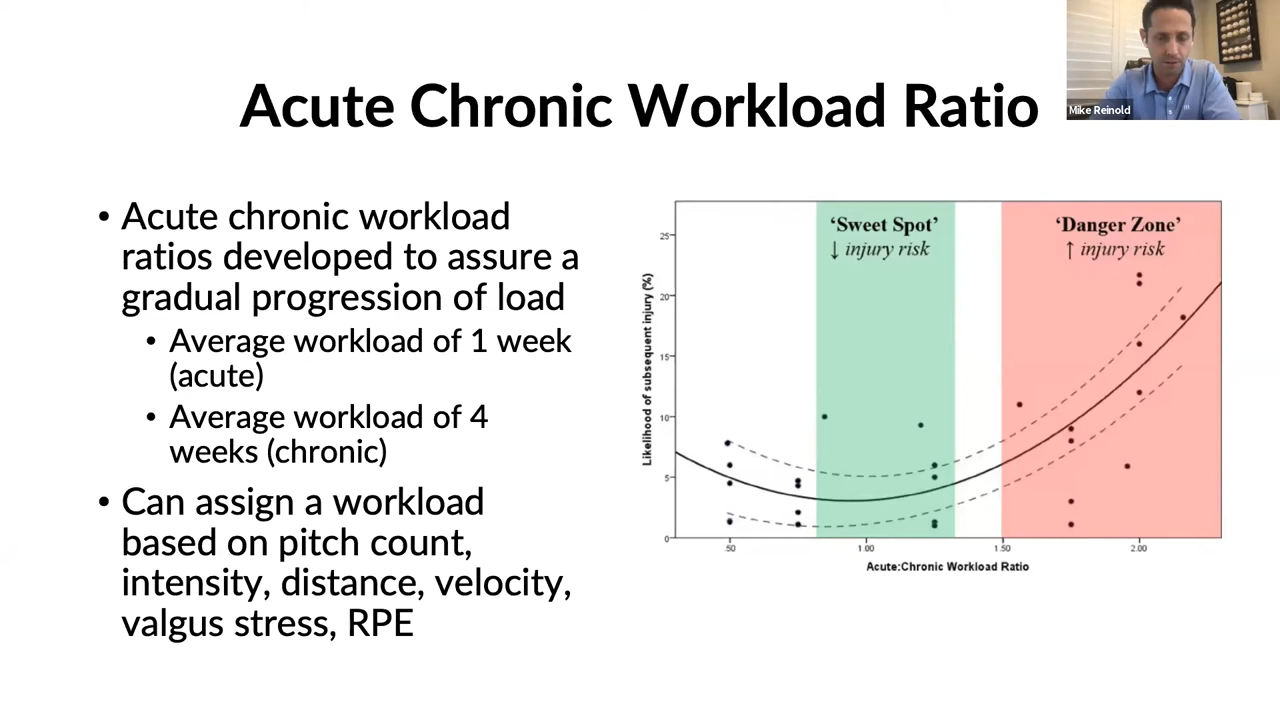 Acute Chronic Workload Ratio
Mike Reinold
• Acute chronic workload
ratios developed to assure a
gradual progression of load
• Average workload of 1 week
(acute)
• Average workload of 4
weeks (chronic)
• Can assign a workload
based on pitch count,
intensity, distance, velocity,
valgus stress, RPE
‘Sweet Spot’
↓ injury risk
‘Danger Zone’
↑ injury risk
Likelihood of subsequent injury (%)
25
20
15
10
5
0
.50
1.00
1.50
2.00
Acute:Chronic Workload Ratio